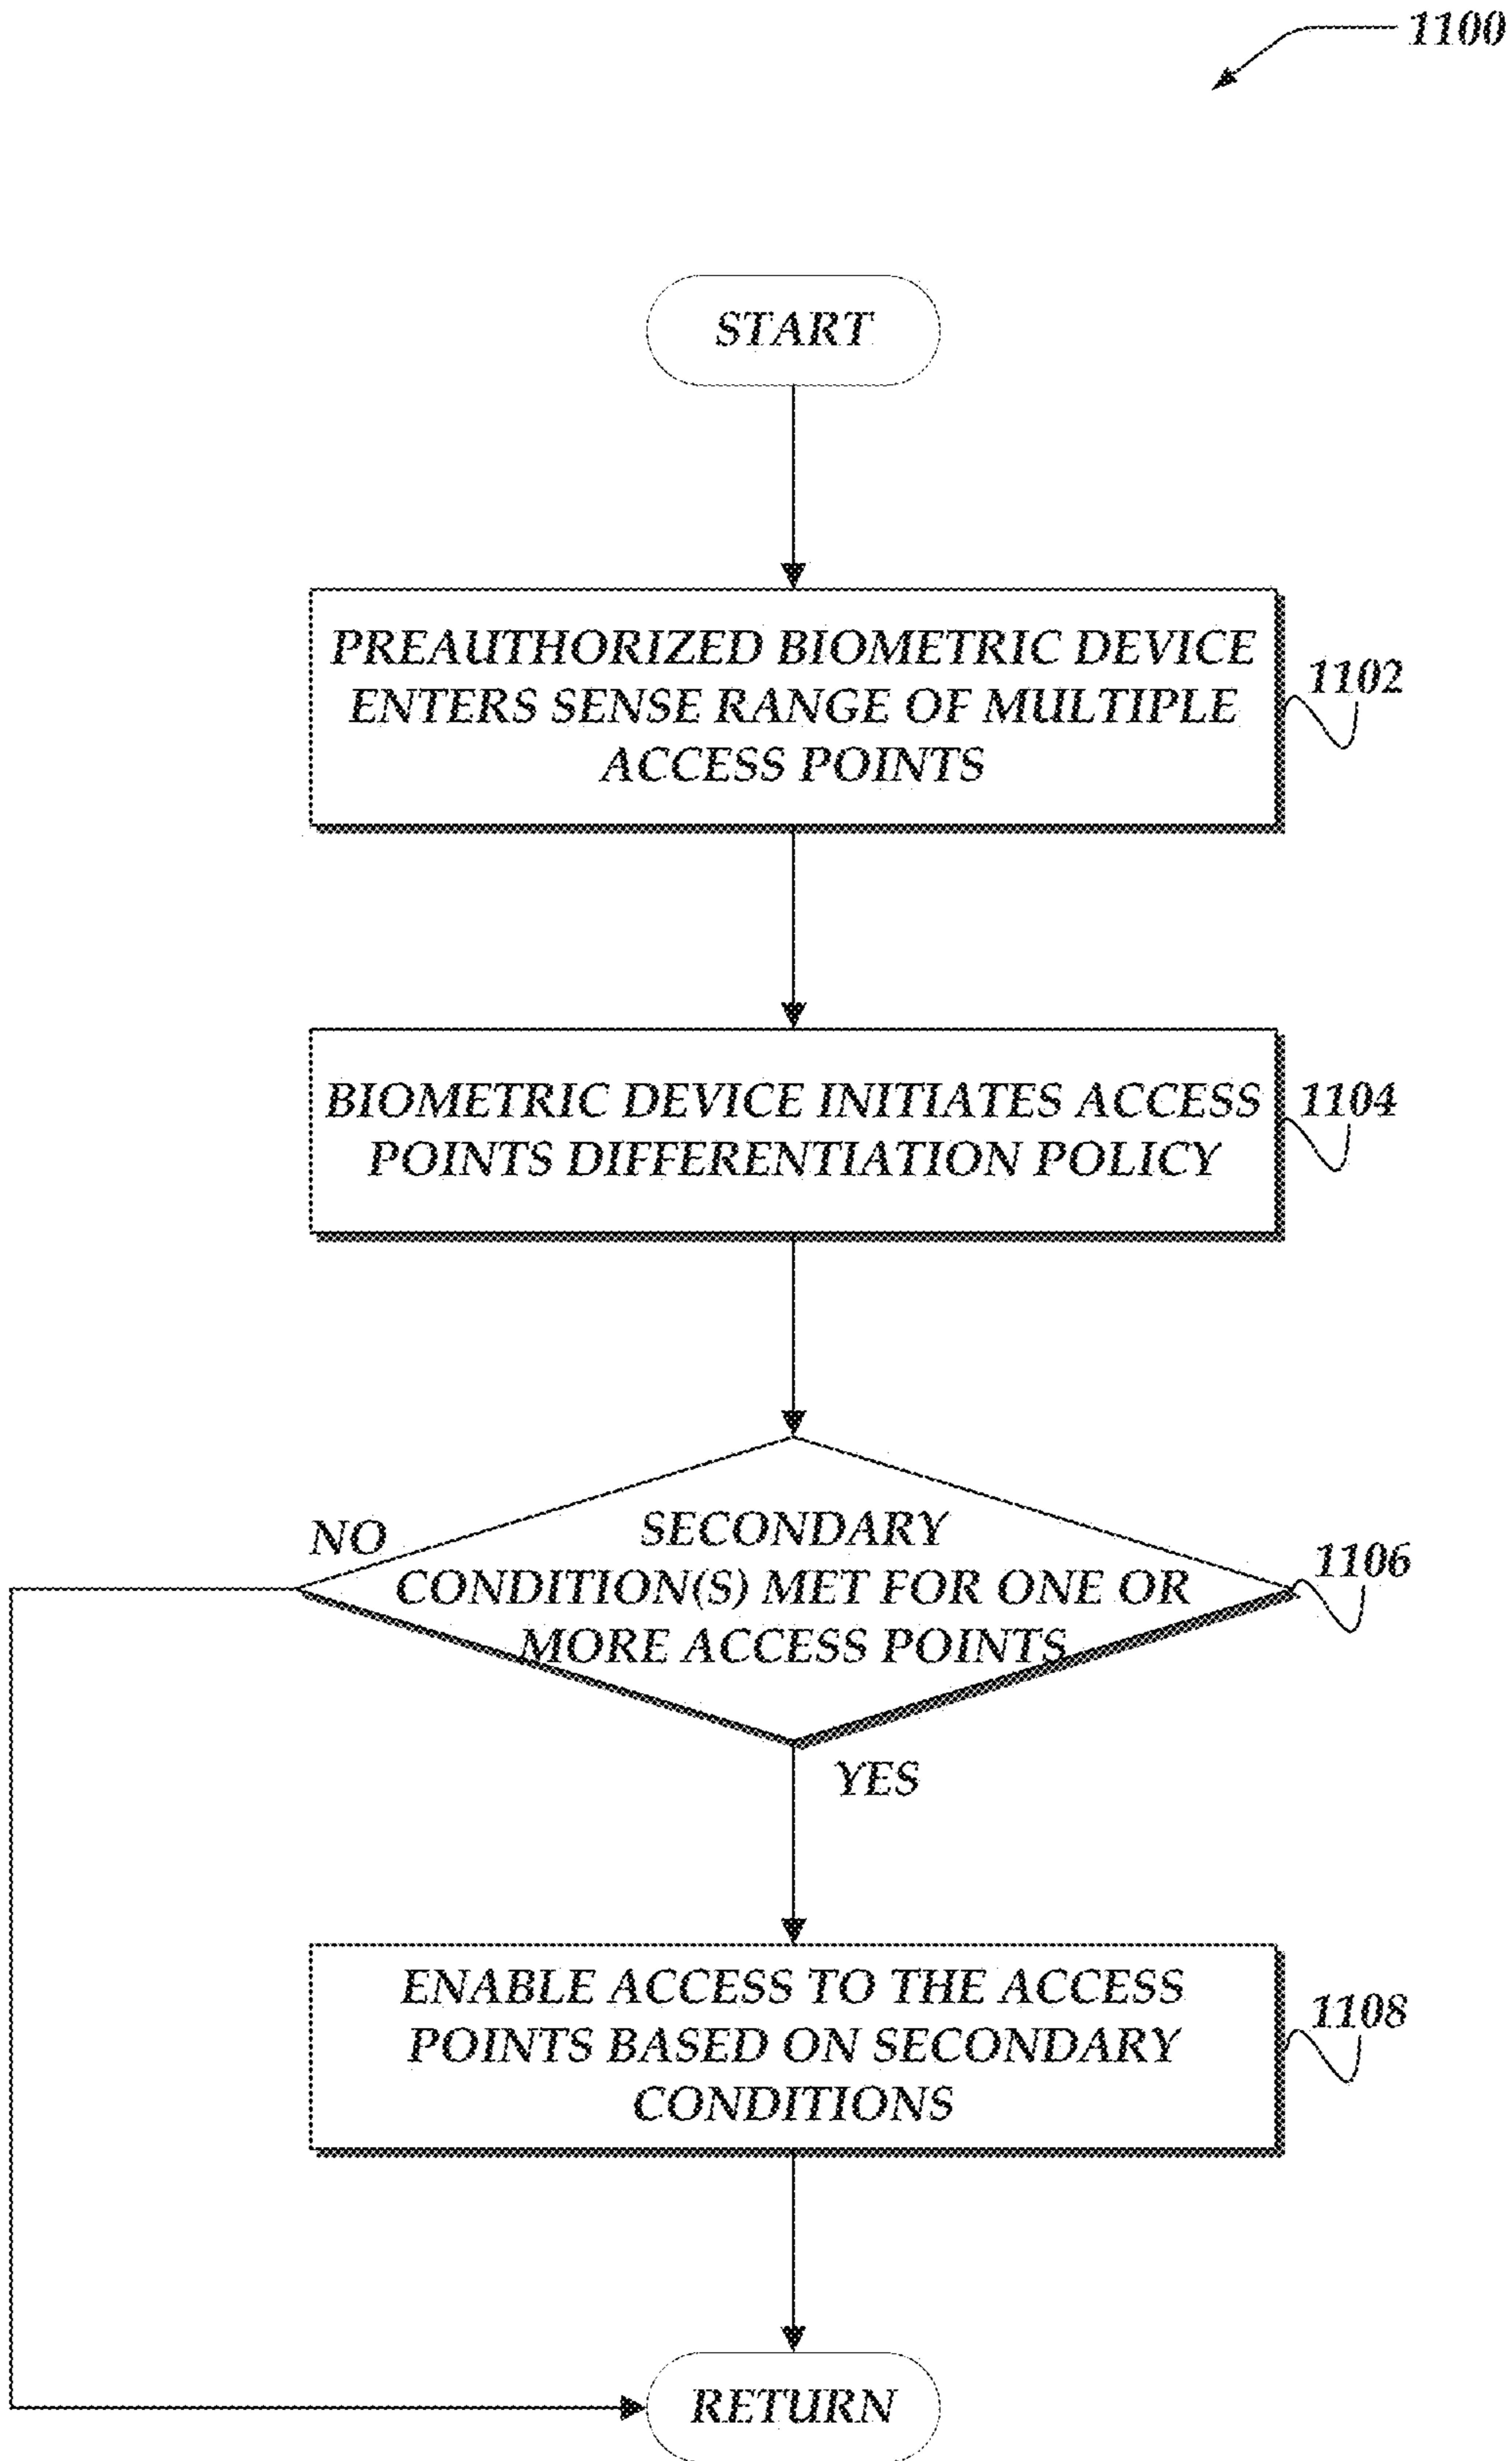 1100
START
PREAUTHORIZED BIOMETRIC DEVICE
ENTERS SENSE RANGE OF MULTIPLE
ACCESS POINTS
1102
BIOMETRIC DEVICE INITIATES ACCESS
POINTS DIFFERENTIATION POLICY
1104
NO
SECONDARY
CONDITION(S) MET FOR ONE OR
MORE ACCESS POINTS
1106
YES
ENABLE ACCESS TO THE ACCESS
POINTS BASED ON SECONDARY
CONDITIONS
1108
RETURN